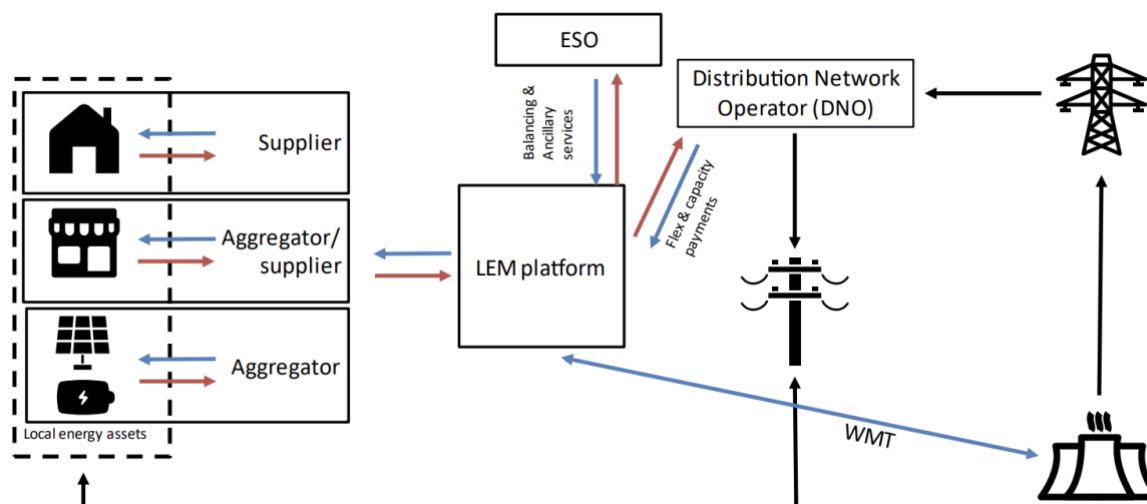 ESO
Distribution Network
Operator (DNO)
Balancing &
Ancillary
services
Supplier
Flex & capacity
payments
Aggregator/
supplier
LEM platform
Aggregator
Local energy assets
WMT